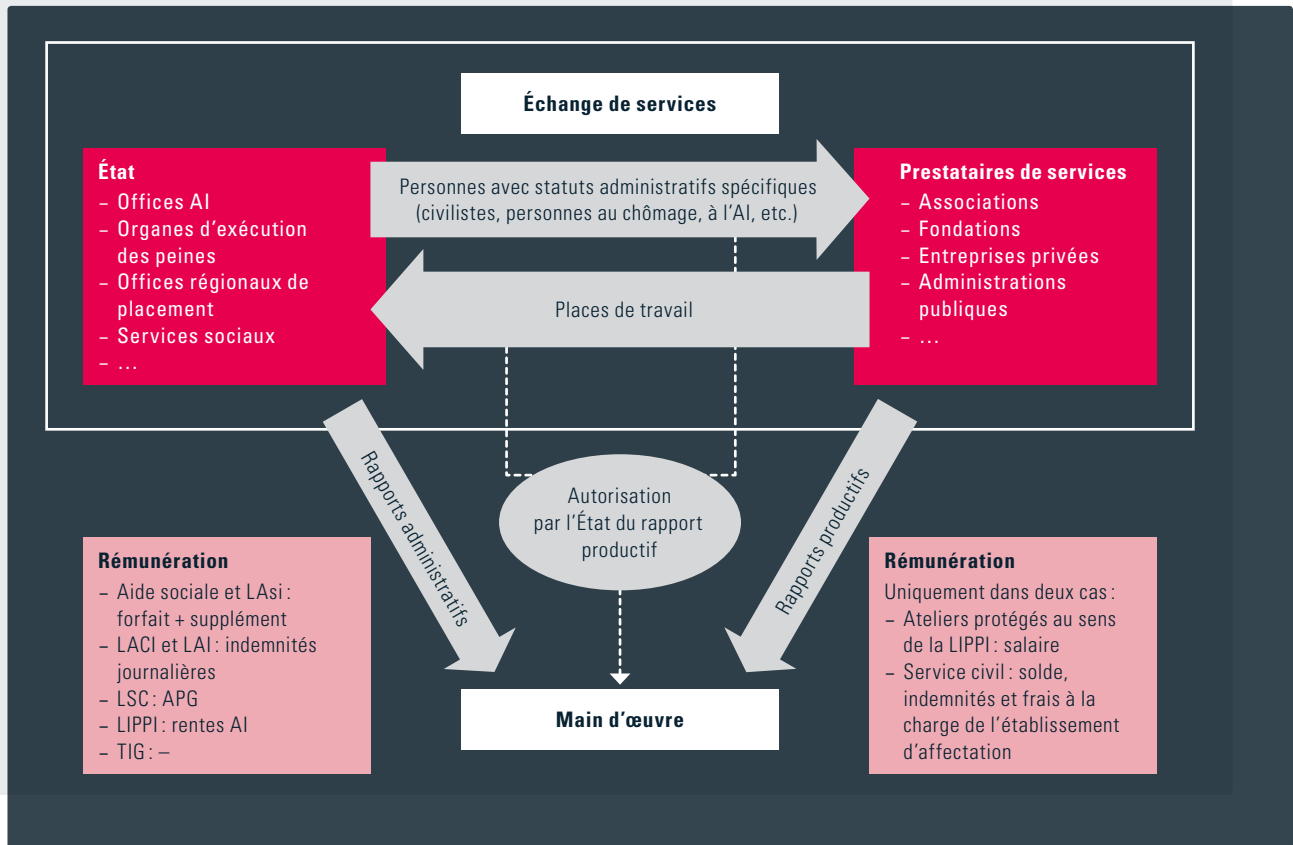 Échange de services
État
– Offices AI
– Organes d'exécution
des peines
– Offices régionaux de
placement
– Services sociaux
– …
Personnes avec statuts administratifs spécifiques
(civilistes, personnes au chômage, à l'AI, etc.)
Places de travail
Prestataires de services
– Associations
– Fondations
– Entreprises privées
– Administrations
publiques
– …
Rapports administratifs
Autorisation
par l'État du rapport
productif
Rapports productifs
Rémunération
– Aide sociale et LAsi :
forfait + supplément
– LACI et LAI : indemnités
journalières
– LSC : APG
– LIPPI : rentes AI
– TIG : –
Main d'œuvre
Rémunération
Uniquement dans deux cas :
– Ateliers protégés au sens
de la LIPPI : salaire
– Service civil : solde,
indemnités et frais à la
charge de l'établissement
d'affectation